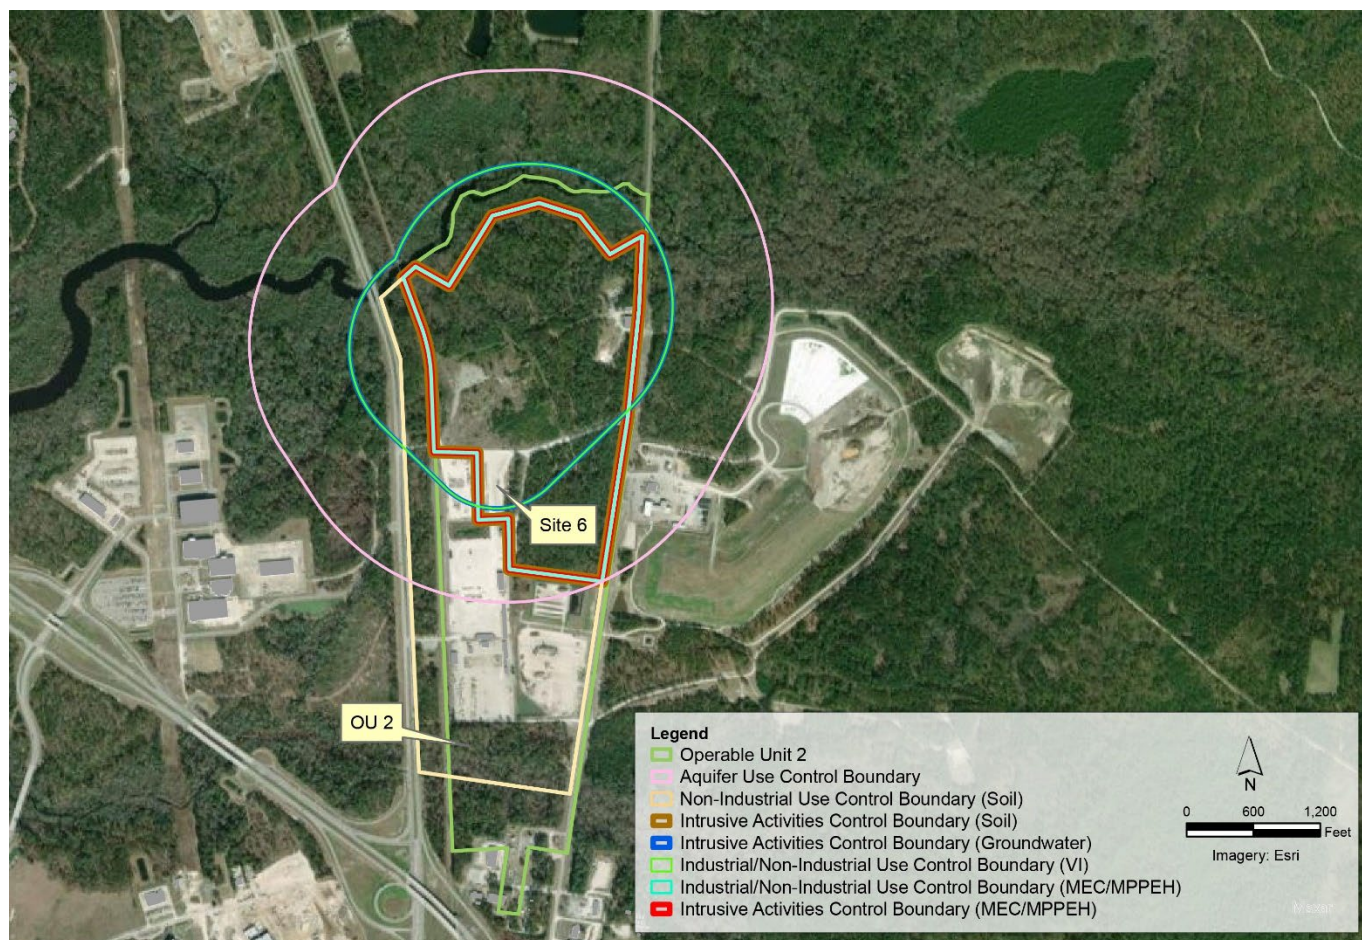 Site 6
OU 2
Legend
Operable Unit 2
Aquifer Use Control Boundary
Non-Industrial Use Control Boundary (Soil)
Intrusive Activities Control Boundary (Soil)
Intrusive Activities Control Boundary (Groundwater)
Industrial/Non-Industrial Use Control Boundary (VI)
Industrial/Non-Industrial Use Control Boundary (MEC/MPPEH)
Intrusive Activities Control Boundary (MEC/MPPEH)
N
0 600 1,200
Feet
Imagery: Esri